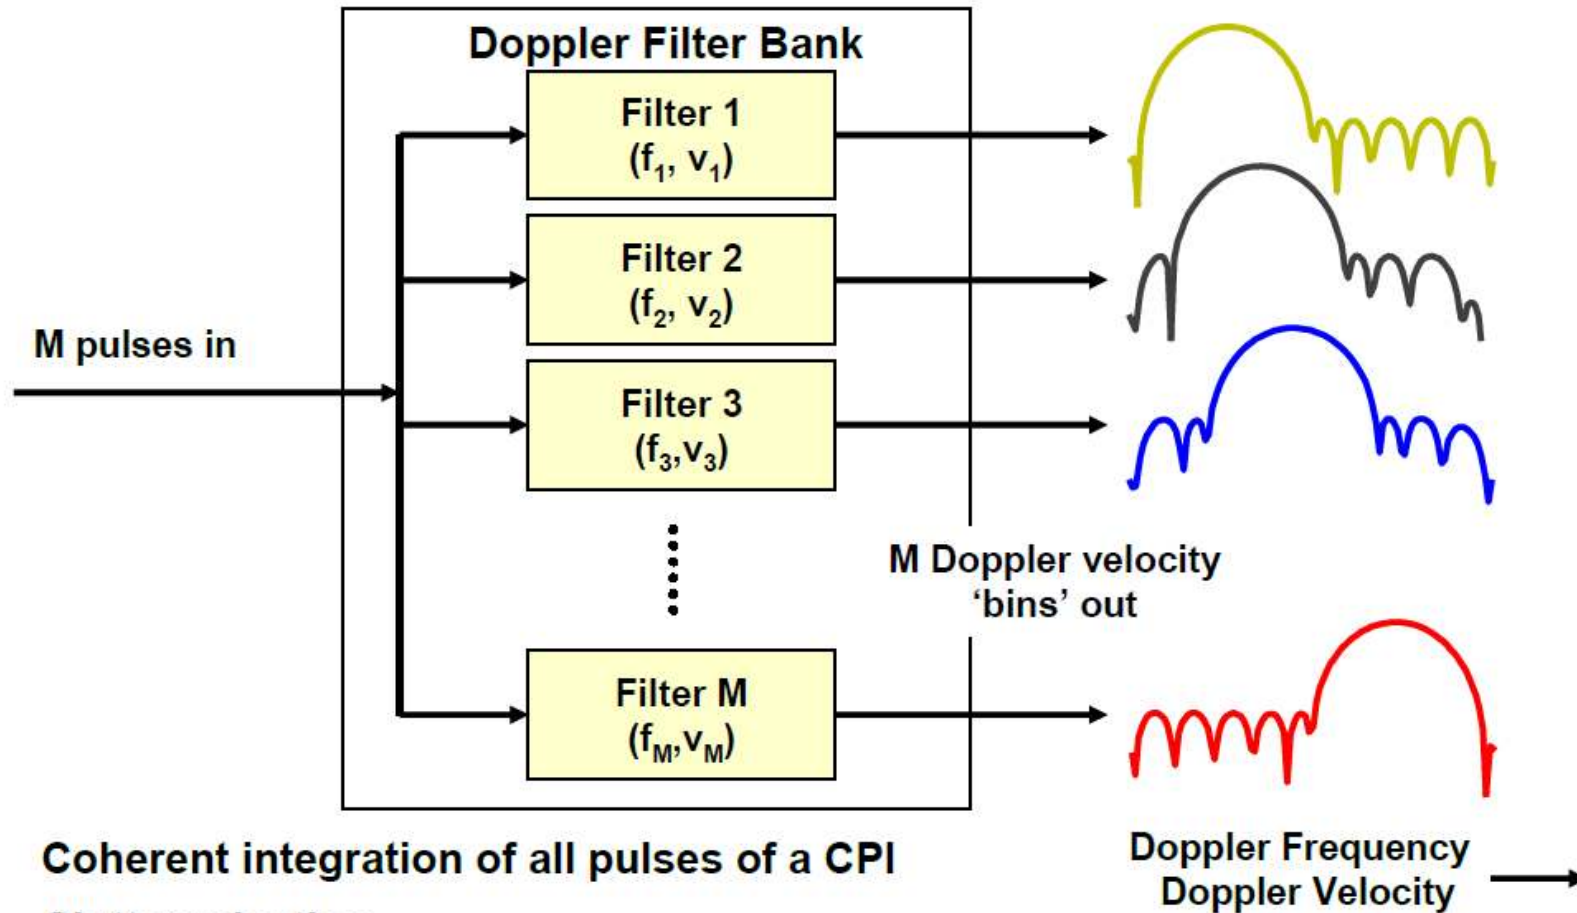 Doppler Filter Bank
Filter 1
(f1, v1)
Filter 2
(f2, v2)
M pulses in
Filter 3
(f3,v3)
M Doppler velocity
‘bins’ out
Filter M
(fM,vM)
Coherent integration of all pulses of a CPI
Doppler Frequency
Doppler Velocity